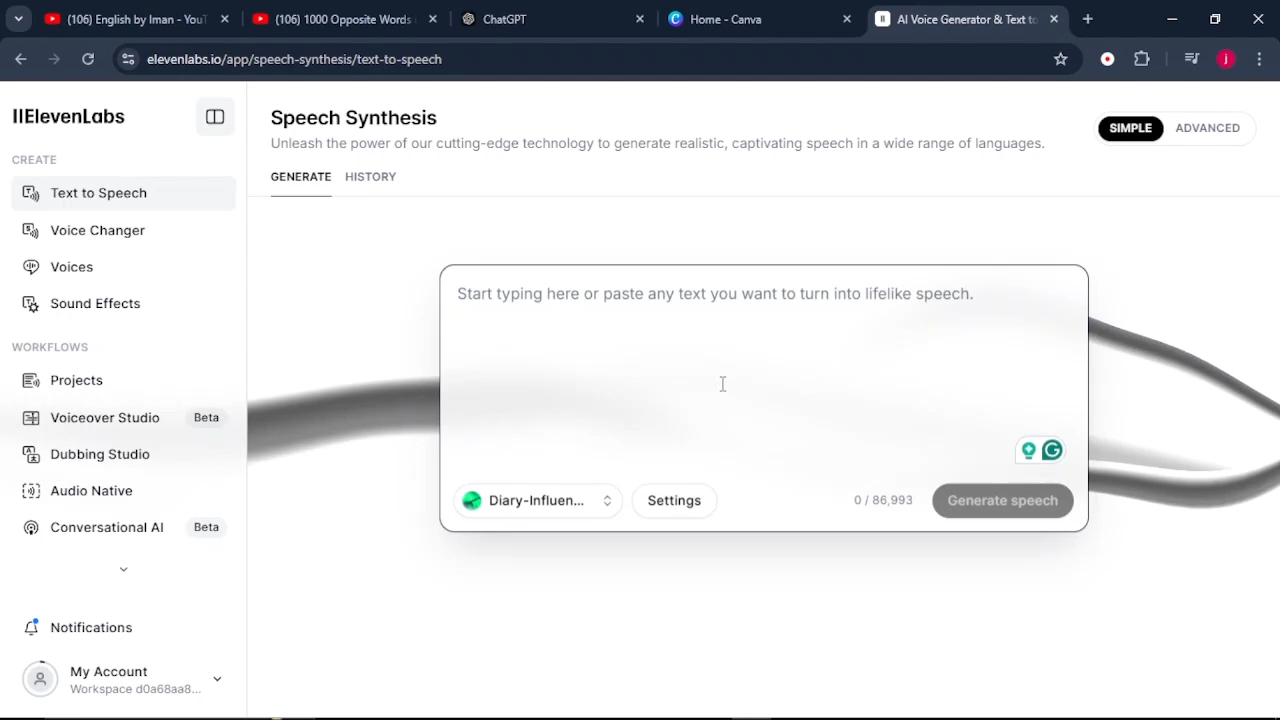 (106) English by Iman - YouT
(106) 1000 Opposite Words i
ChatGPT
Home - Canva
AI Voice Generator & Text to
elevenlabs.io/app/speech-synthesis/text-to-speech
j
IIElevenLabs
CREATE
Text to Speech
Voice Changer
Voices
Sound Effects
WORKFLOWS
Projects
Voiceover Studio Beta
Dubbing Studio
Audio Native
Conversational AI Beta
Notifications
My Account
Workspace d0a68aa8...
Speech Synthesis
Unleash the power of our cutting-edge technology to generate realistic, captivating speech in a wide range of languages.
SIMPLE ADVANCED
GENERATE HISTORY
Start typing here or paste any text you want to turn into lifelike speech.
Diary-Influen... Settings 0 / 86,993 Generate speech